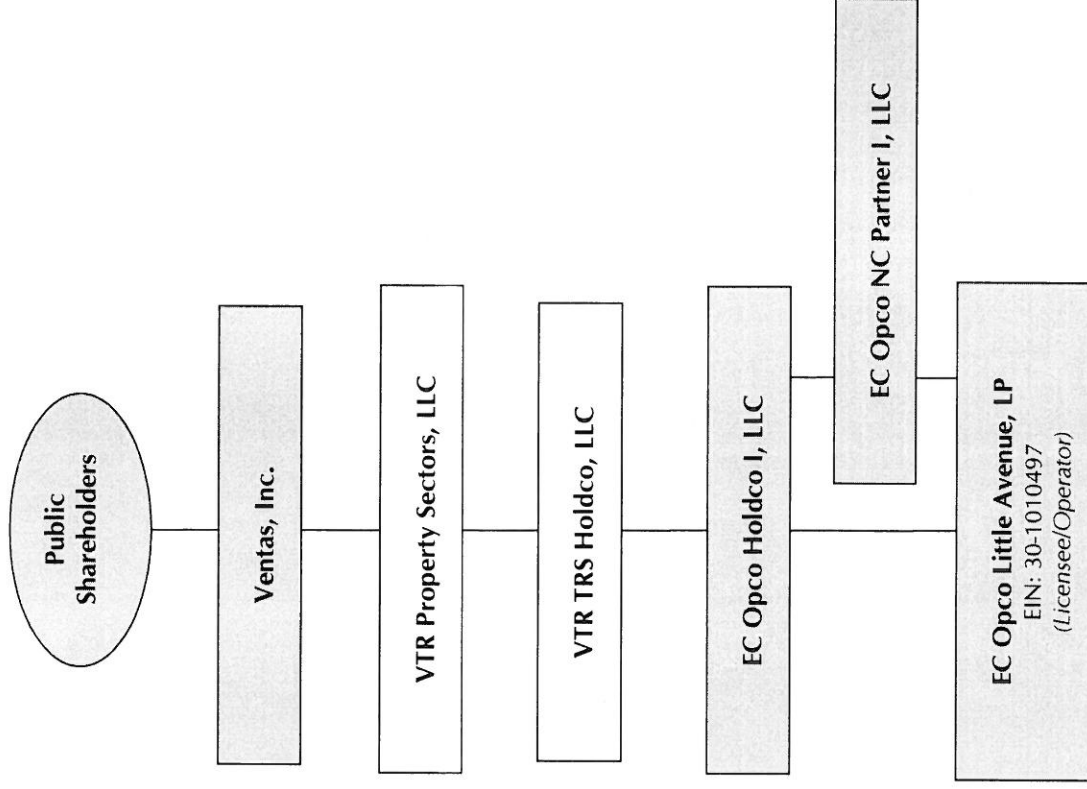 Public
Shareholders
Ventas, Inc.
VTR Property Sectors, LLC
VTR TRS Holdco, LLC
EC Opco Holdco I, LLC
EC Opco NC Partner I, LLC
EC Opco Little Avenue, LP
EIN: 30-1010497
(Licensee/Operator)